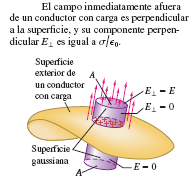 El campo inmediatamente afuera
de un conductor con carga es perpendicular
a la superficie, y su componente perpen-
dicular E⊥ es igual a σ/ϵ₀.
Superficie
exterior de
un conductor
con carga
A
E⊥ = E
E⊥ = 0
Superficie
gaussiana
A
E = 0